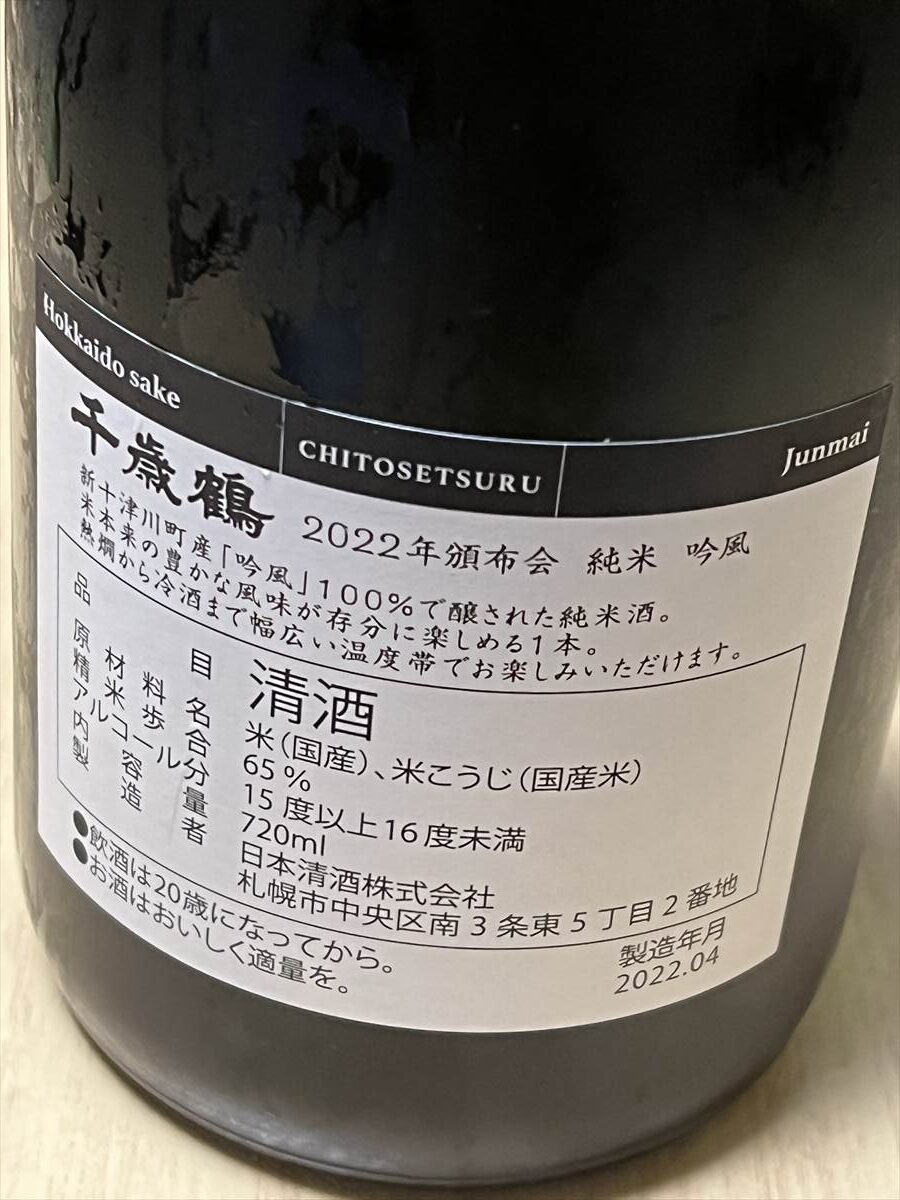 Hokkaido sake
CHITOSETSURU
Junmai
千歳鶴 2022年頒布会 純米 吟風
新十津川町産「吟風」100%で醸された純米酒。
米本来の豊かな風味が存分に楽しめる1本。
熱燗から冷酒まで幅広い温度帯でお楽しみいただけます。
品目 清酒
原材料名 米(国産)、米こうじ(国産米)
精米歩合 65%
アルコール分 15度以上16度未満
内容量 720ml
製造者 日本清酒株式会社
札幌市中央区南3条東5丁目2番地
●飲酒は20歳になってから。
●お酒はおいしく適量を。
製造年月
2022.04